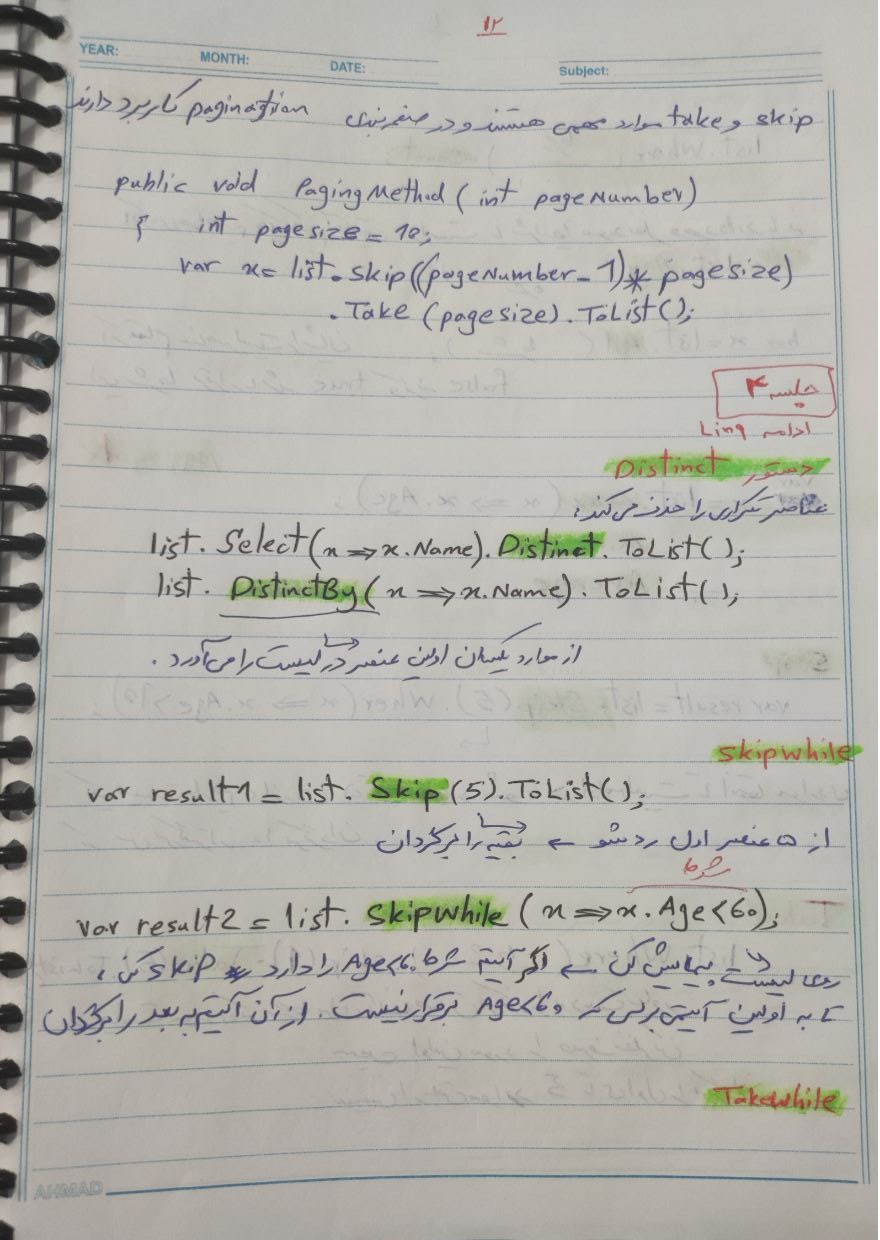 ۱۲
YEAR: MONTH: DATE: Subject:
skip و take موارد مهمی هستند و در صفحه بندی pagination کاربرد دارند
public void PagingMethod (int pageNumber)
{ int pagesize = 10;
var x = list.Skip((pageNumber - 1) * pagesize)
.Take (pagesize).ToList();
جلسه ۴
ادامه Linq
دستور Distinct
عناصر تکراری را حذف می‌کند:
list.Select(x => x.Name).Distinct.ToList();
list.DistinctBy(x => x.Name).ToList();
از موارد یکسان اولین عنصر در لیست را می‌آورد.
skipwhile
var result1 = list.Skip(5).ToList();
از ۵ عنصر اول رد شو ← بقیه را برگردان
شرط
var result2 = list.Skipwhile (x => x.Age<60);
روی لیست پیمایش کن ← اگر آیتم شرط Age<60 را دارد skip کن،
تا به اولین آیتمی برسی که Age<60 برقرار نیست. از آن آیتم به بعد را برگردان
Takewhile
AHMAD